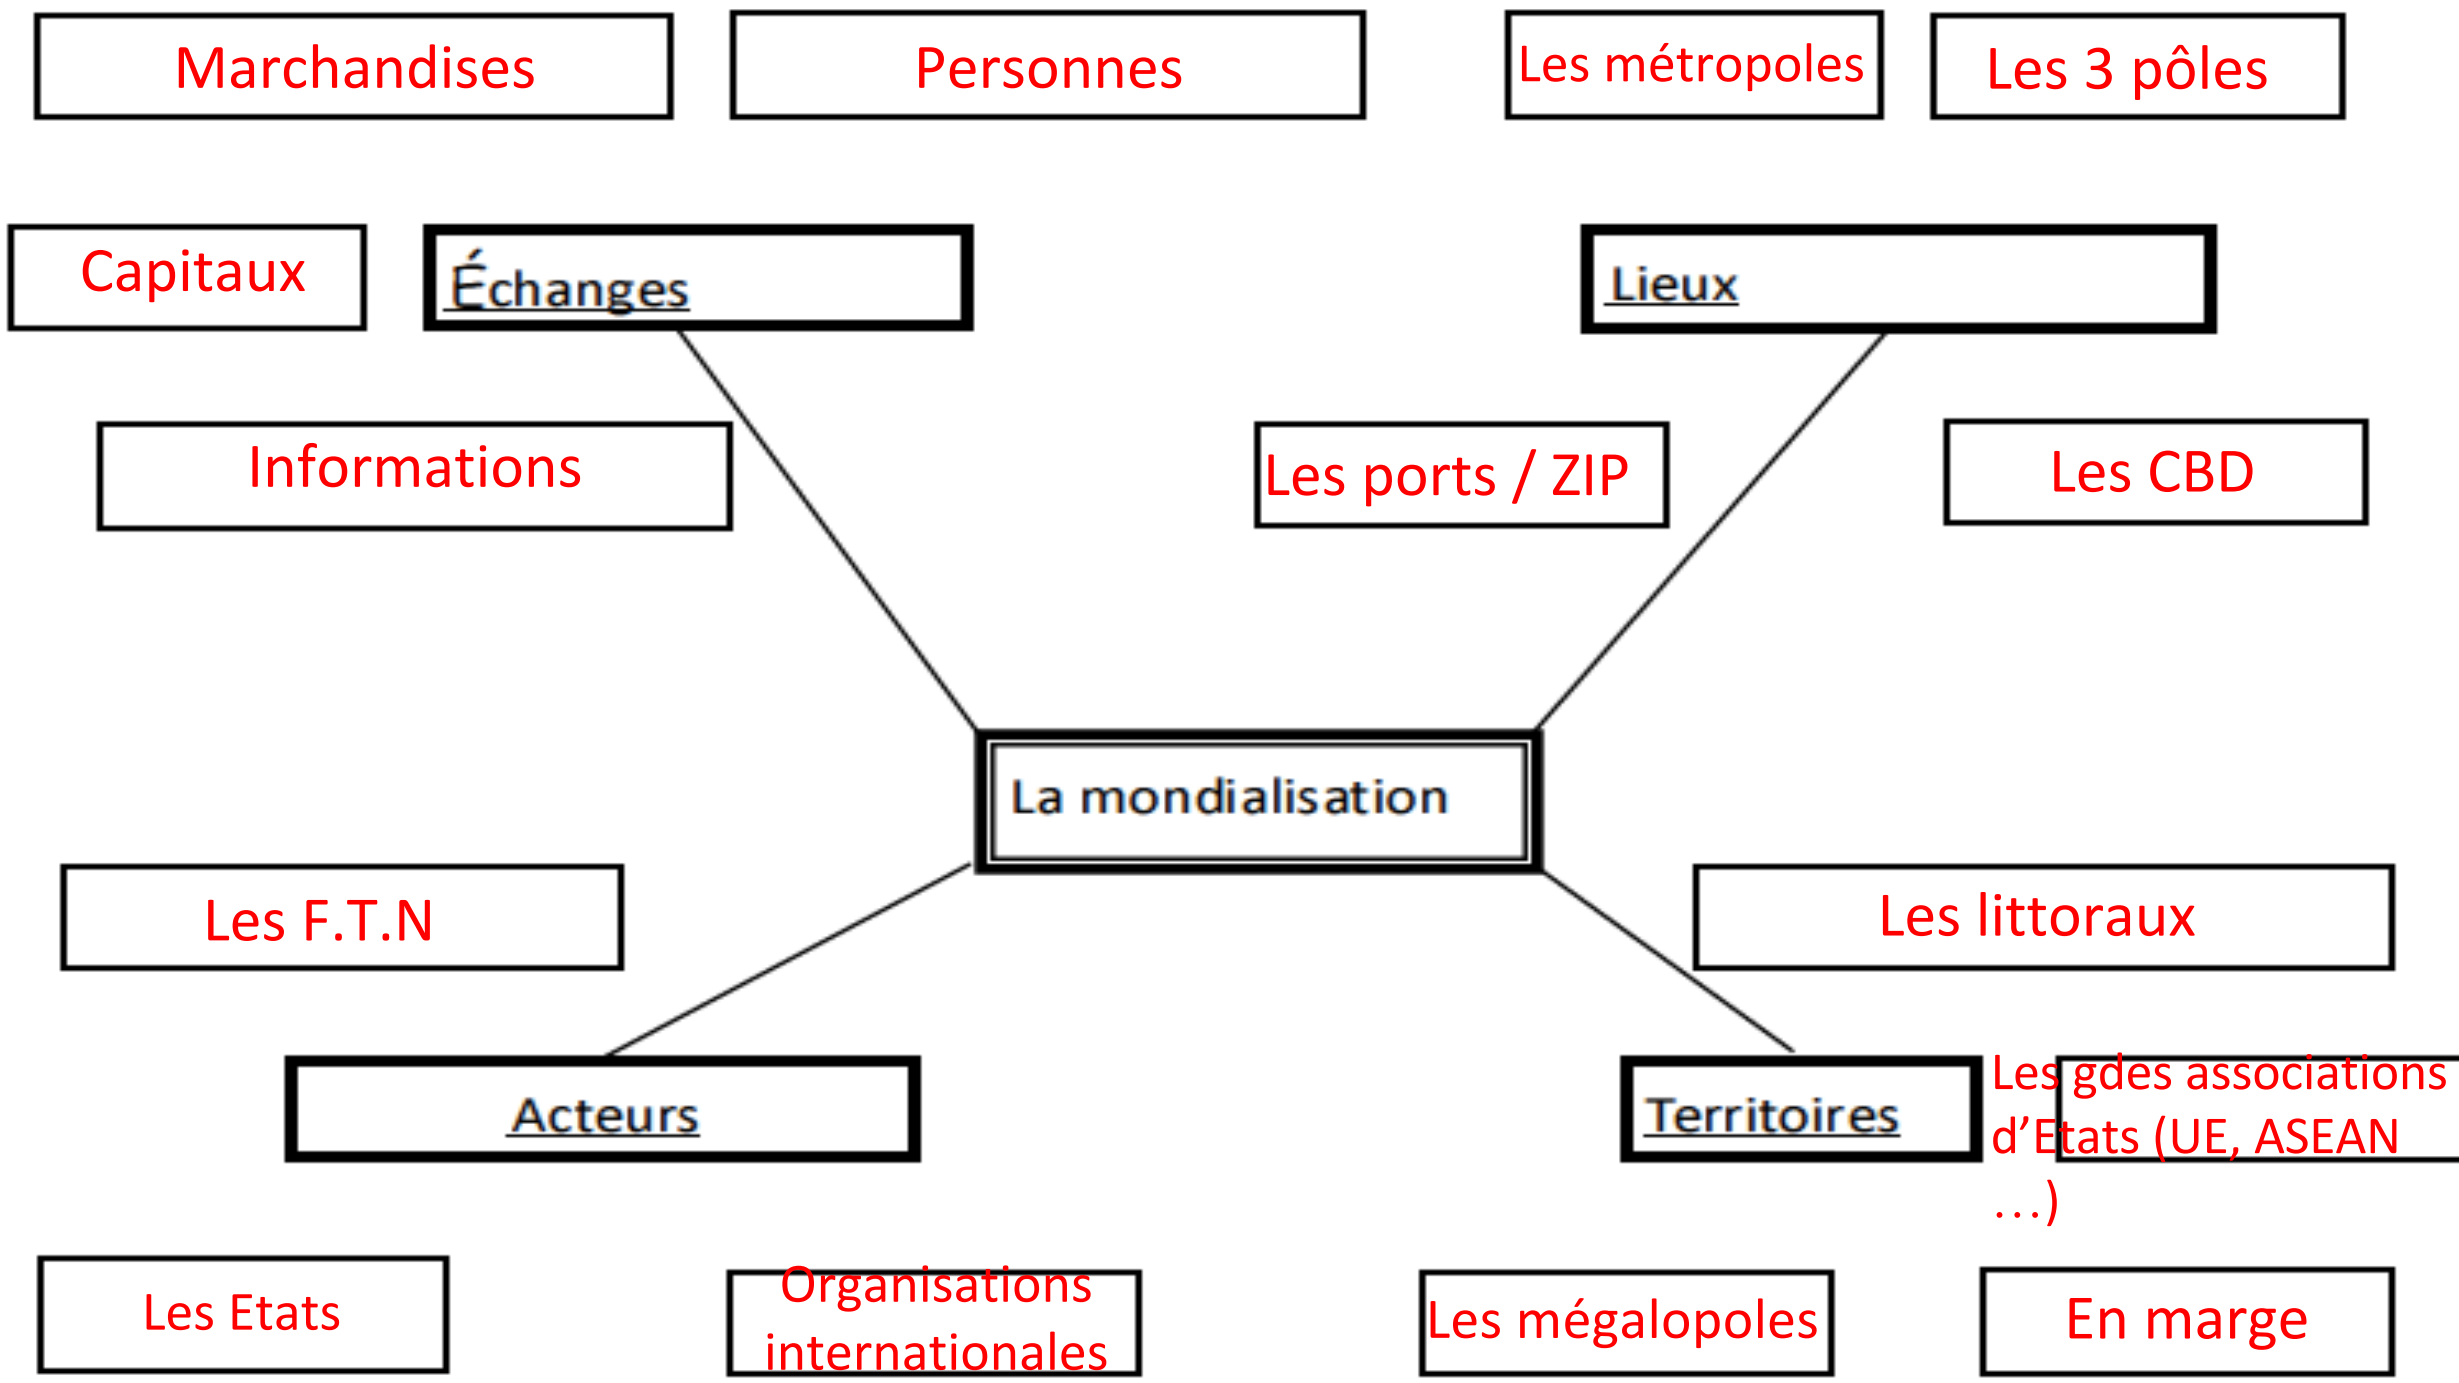 Marchandises
Personnes
Les métropoles
Les 3 pôles
Capitaux
Échanges
Lieux
Informations
Les ports / ZIP
Les CBD
La mondialisation
Les F.T.N
Les littoraux
Acteurs
Territoires
Les gdes associations
d’Etats (UE, ASEAN
…)
Les Etats
Organisations
internationales
Les mégalopoles
En marge